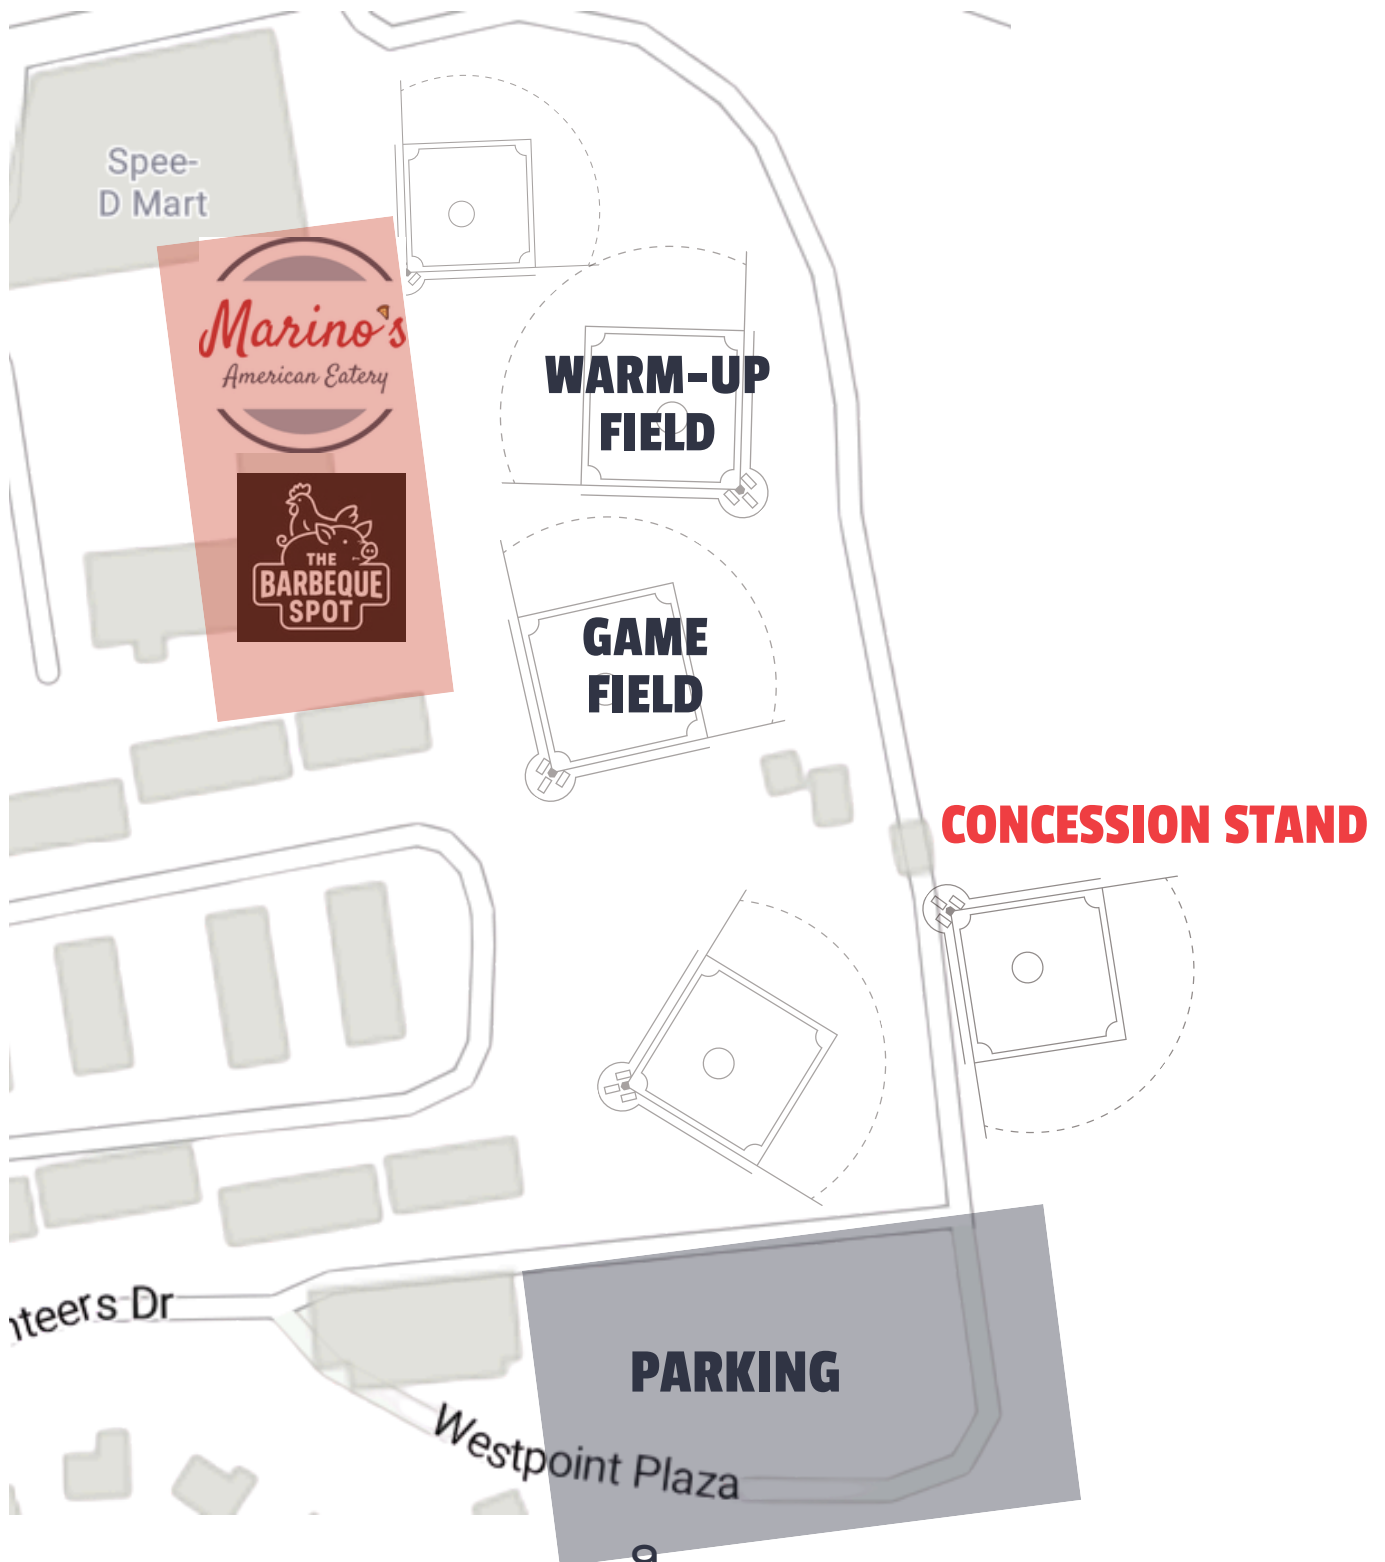 Spee-
D Mart
Marino's
American Eatery
WARM-UP
FIELD
THE
BARBEQUE
SPOT
GAME
FIELD
CONCESSION STAND
nteers Dr
PARKING
Westpoint Plaza